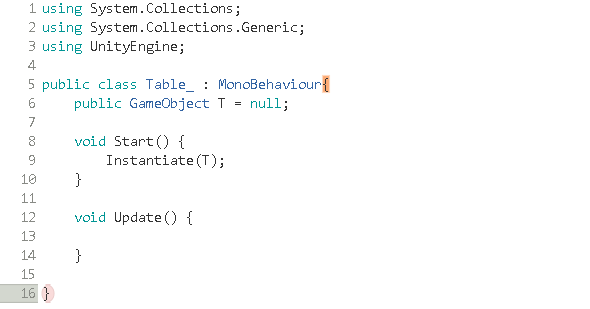 1 using System.Collections;
2 using System.Collections.Generic;
3 using UnityEngine;
4
5 public class Table_ : MonoBehaviour{
6     public GameObject T = null;
7
8     void Start() {
9         Instantiate(T);
10     }
11
12     void Update() {
13
14     }
15
16 }